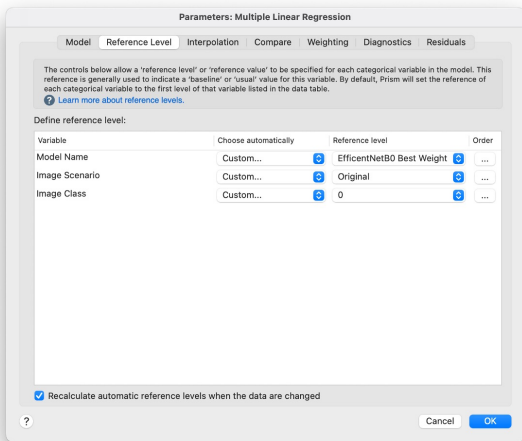 Parameters: Multiple Linear Regression
Model Reference Level Interpolation Compare Weighting Diagnostics Residuals
The controls below allow a 'reference level' or 'reference value' to be specified for each categorical variable in the model. This
reference is generally used to indicate a 'baseline' or 'usual' value for this variable. By default, Prism will set the reference of
each categorical variable to the first level of that variable listed in the data table.
? Learn more about reference levels.
Define reference level:
Variable Choose automatically Reference level Order
Model Name Custom... EfficentNetB0 Best Weight ...
Image Scenario Custom... Original ...
Image Class Custom... 0 ...
Recalculate automatic reference levels when the data are changed
? Cancel OK